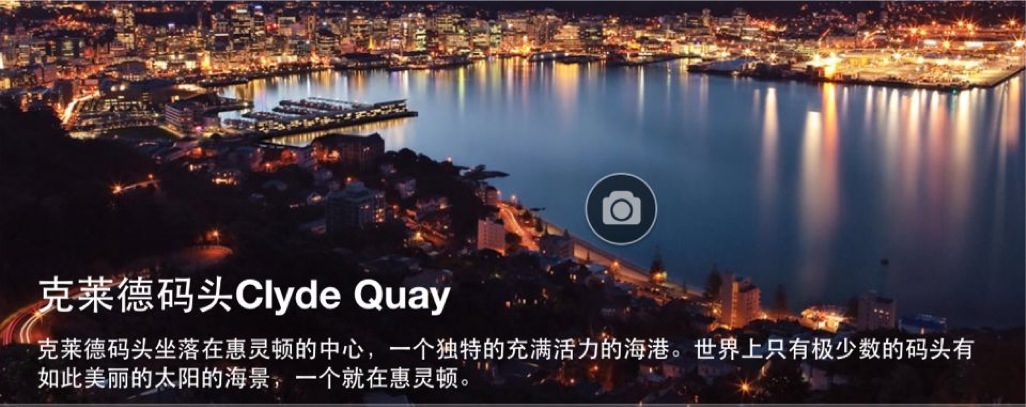 克莱德码头Clyde Quay
克莱德码头坐落在惠灵顿的中心，一个独特的充满活力的海港。世界上只有极少数的码头有
如此美丽的太阳的海景，一个就在惠灵顿。